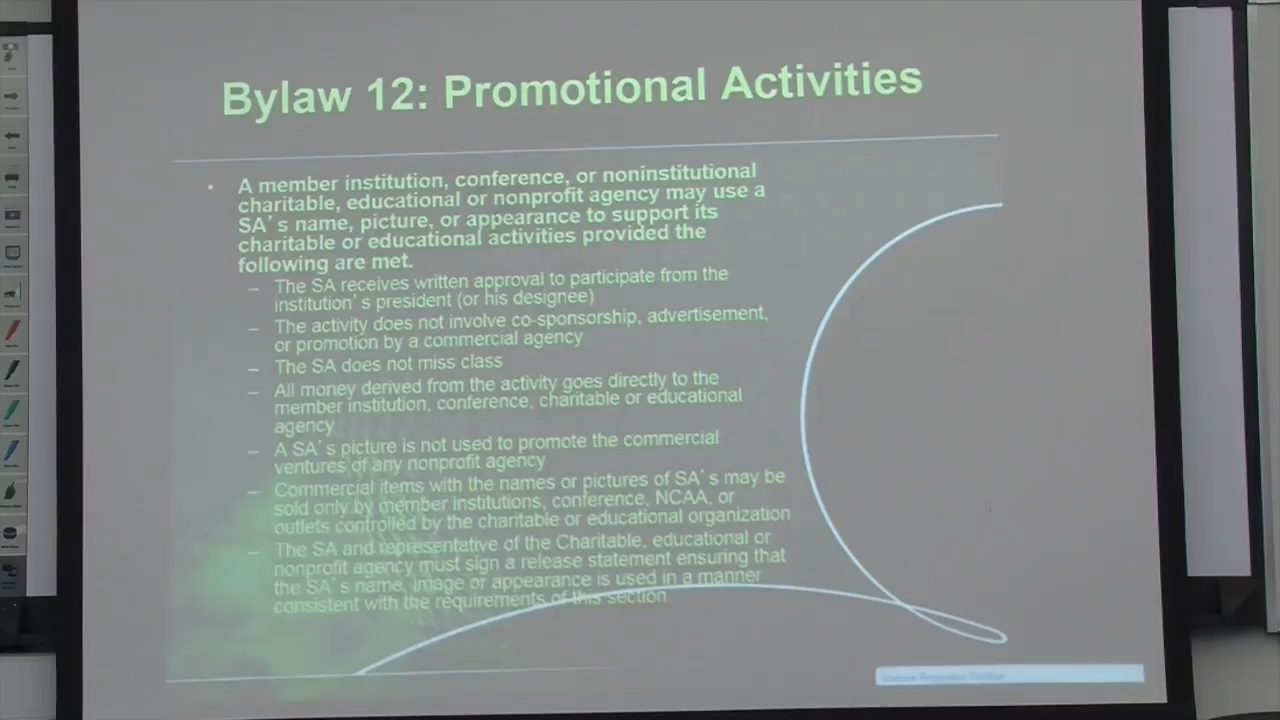 Bylaw 12: Promotional Activities
• A member institution, conference, or noninstitutional
charitable, educational or nonprofit agency may use a
SA's name, picture, or appearance to support its
charitable or educational activities provided the
following are met.
– The SA receives written approval to participate from the
institution's president (or his designee)
– The activity does not involve co-sponsorship, advertisement,
or promotion by a commercial agency
– The SA does not miss class
– All money derived from the activity goes directly to the
member institution, conference, charitable or educational
agency
– A SA's picture is not used to promote the commercial
ventures of any nonprofit agency
– Commercial items with the names or pictures of SA's may be
sold only by member institutions, conference, NCAA, or
outlets controlled by the charitable or educational organization
– The SA and representative of the Charitable, educational or
nonprofit agency must sign a release statement ensuring that
the SA's name, image or appearance is used in a manner
consistent with the requirements of this section.